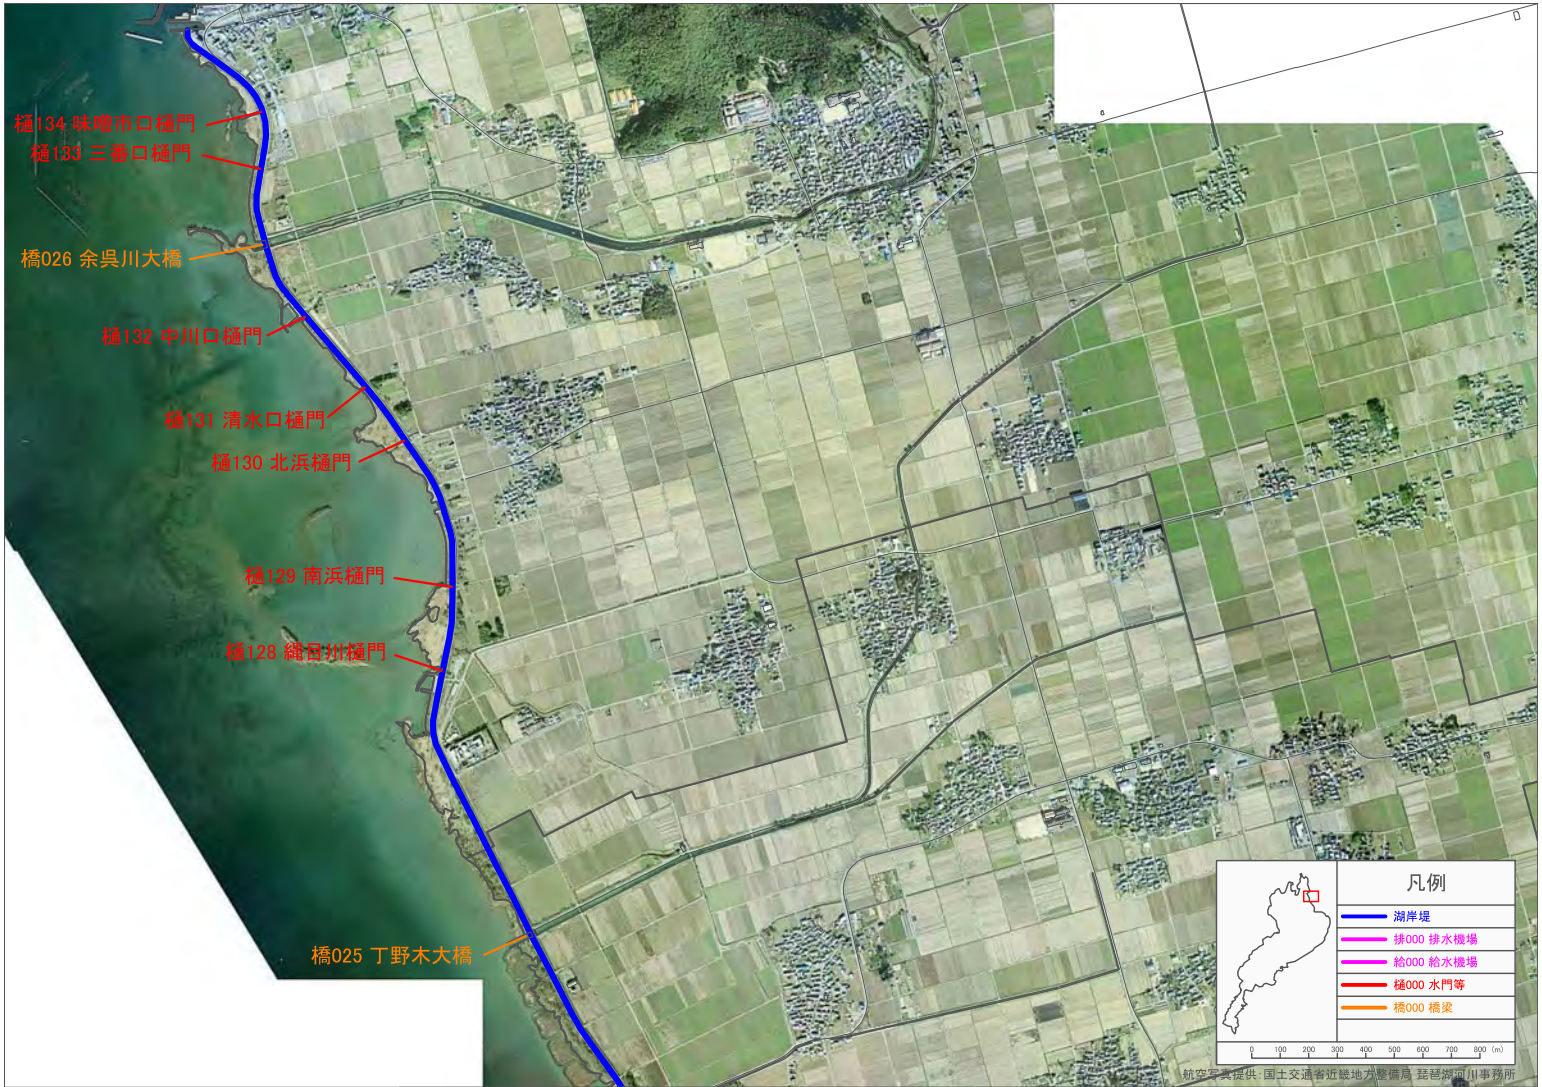 樋134 味噌市口樋門
樋133 三番口樋門
橋026 余呉川大橋
樋132 中川口樋門
樋131 清水口樋門
樋130 北浜樋門
樋129 南浜樋門
樋128 縄目川樋門
橋025 丁野木大橋
凡例
湖岸堤
排000 排水機場
給000 給水機場
樋000 水門等
橋000 橋梁
0 100 200 300 400 500 600 700 800 (m)
航空写真提供:国土交通省近畿地方整備局 琵琶湖河川事務所